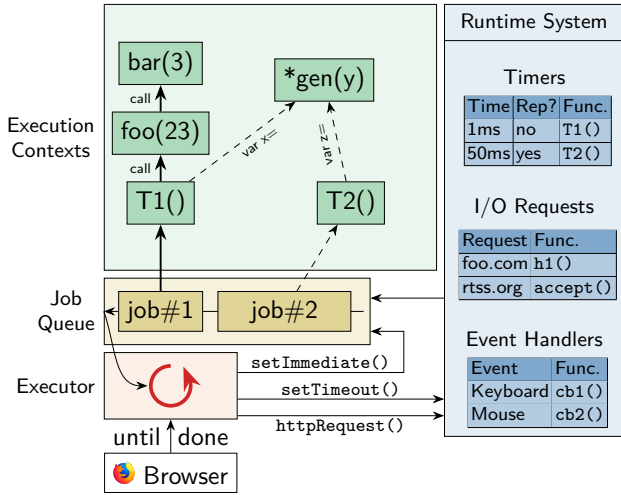 Execution
Contexts
bar(3)
call
foo(23)
call
T1()
*gen(y)
var x=
var z=
T2()
Job
Queue
job#1
job#2
Executor
setImmediate()
setTimeout()
httpRequest()
until done
Browser
Runtime System
Timers
Time Rep? Func.
1ms no T1()
50ms yes T2()
I/O Requests
Request Func.
foo.com h1()
rtss.org accept()
Event Handlers
Event Func.
Keyboard cb1()
Mouse cb2()